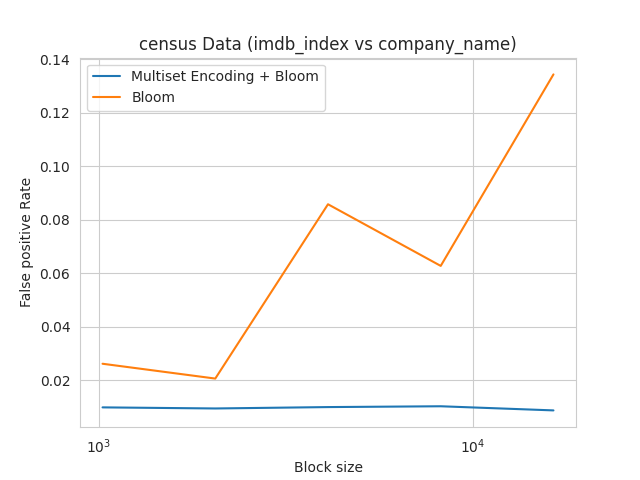 census Data (imdb_index vs company_name)
Multiset Encoding + Bloom
Bloom
False positive Rate
0.14
0.12
0.10
0.08
0.06
0.04
0.02
10³
10⁴
Block size